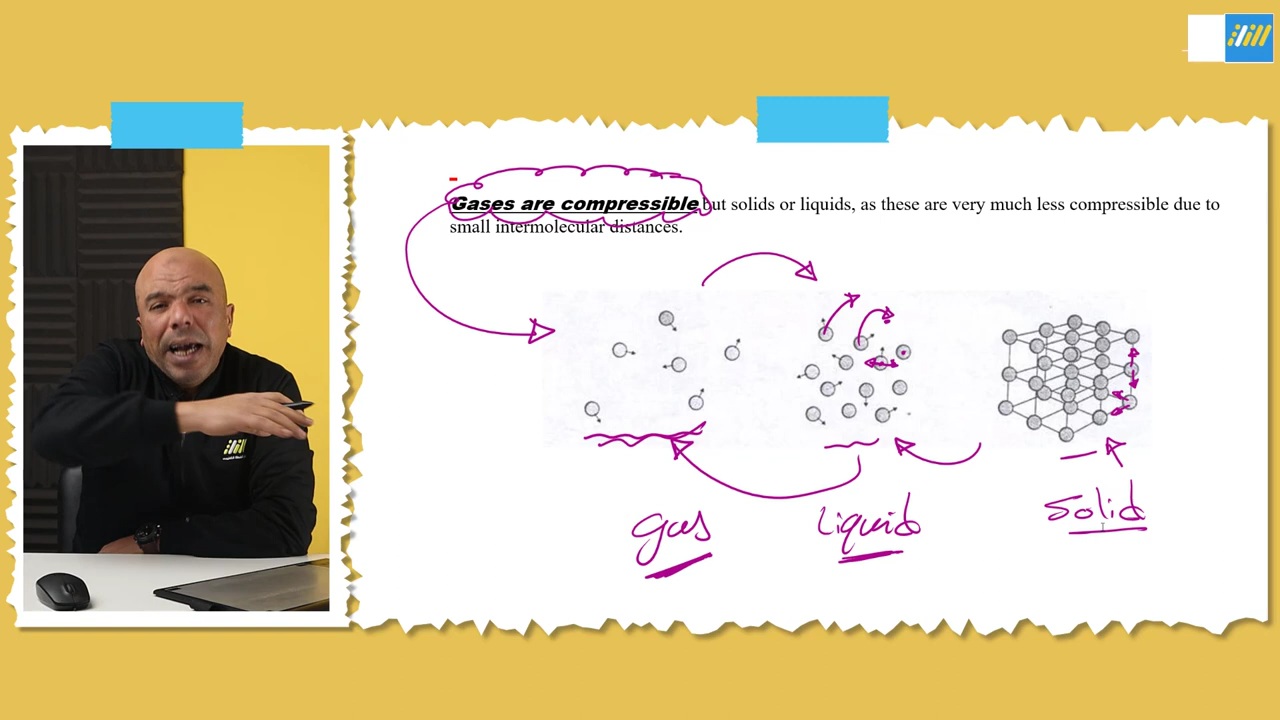 Gases are compressible but solids or liquids, as these are very much less compressible due to
small intermolecular distances.
gas
Liquid
Solid